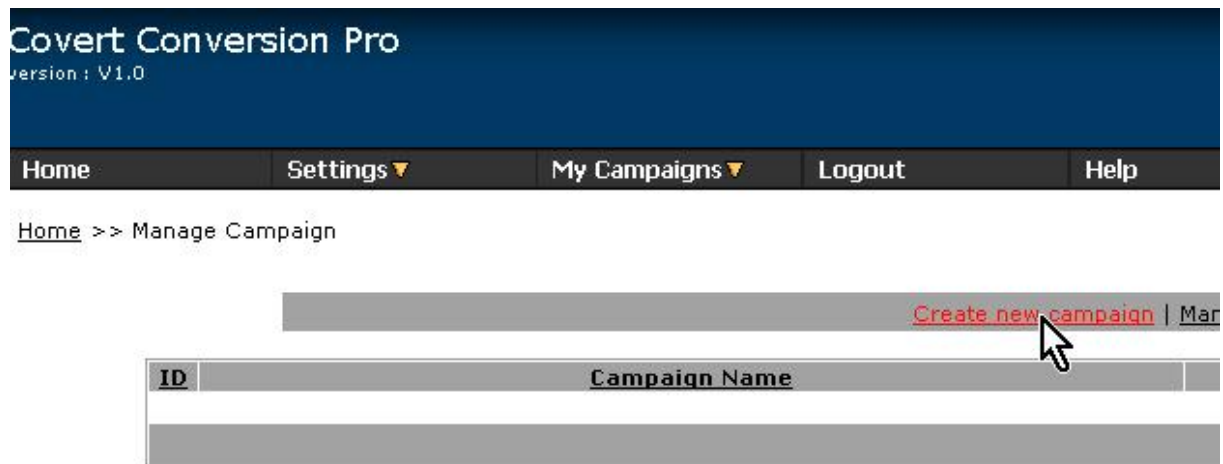 Covert Conversion Pro
version : V1.0
Home Settings My Campaigns Logout Help
Home >> Manage Campaign
Create new campaign | Man
ID Campaign Name